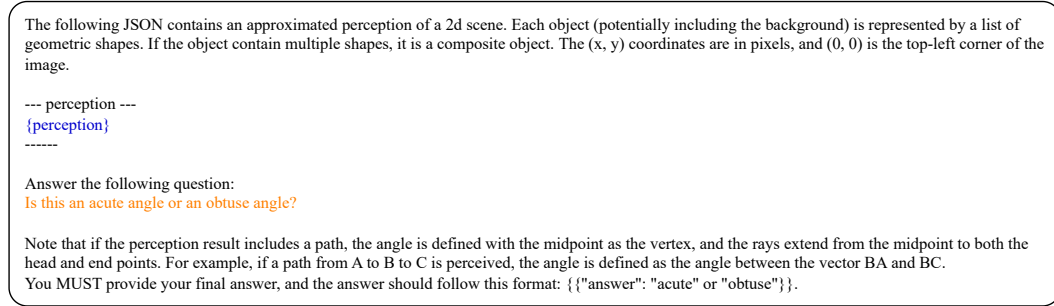 The following JSON contains an approximated perception of a 2d scene. Each object (potentially including the background) is represented by a list of
geometric shapes. If the object contain multiple shapes, it is a composite object. The (x, y) coordinates are in pixels, and (0, 0) is the top-left corner of the
image.
--- perception ---
{perception}
------
Answer the following question:
Is this an acute angle or an obtuse angle?
Note that if the perception result includes a path, the angle is defined with the midpoint as the vertex, and the rays extend from the midpoint to both the
head and end points. For example, if a path from A to B to C is perceived, the angle is defined as the angle between the vector BA and BC.
You MUST provide your final answer, and the answer should follow this format: {{"answer": "acute" or "obtuse"}}.